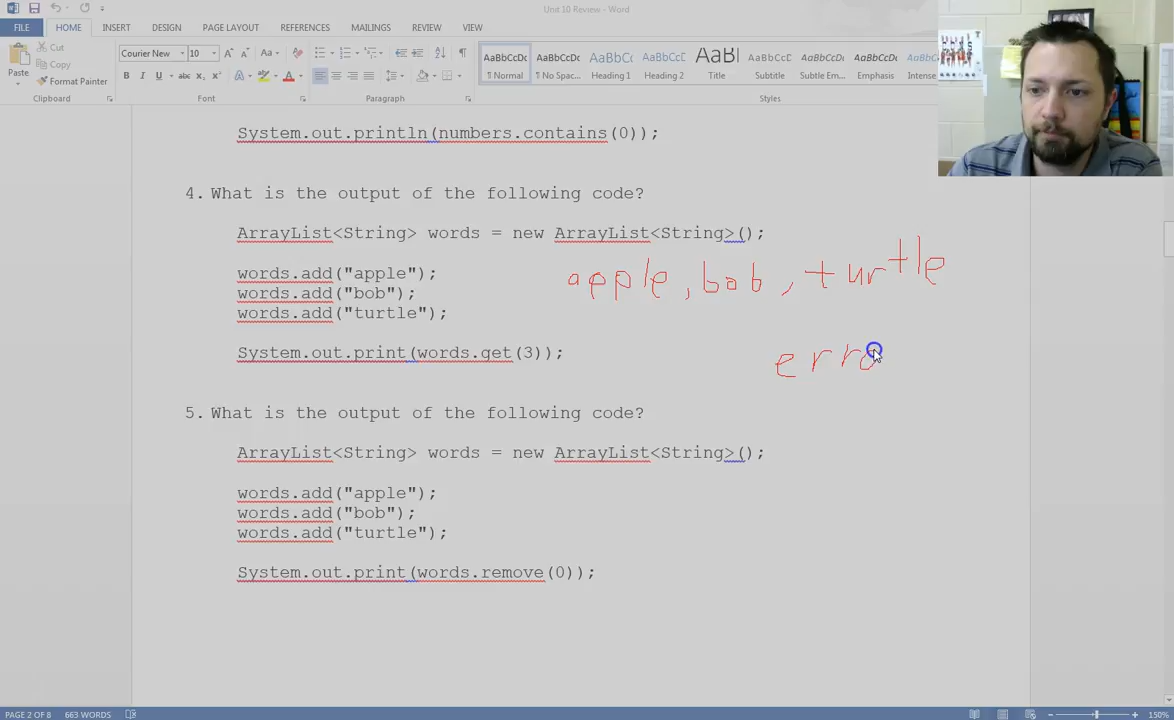 Unit 10 Review - Word
FILE HOME INSERT DESIGN PAGE LAYOUT REFERENCES MAILINGS REVIEW VIEW
Paste
Cut
Copy
Format Painter
Clipboard
Courier New 10
Font
Paragraph
AaBbCcDc AaBbCcDc AaBbCc AaBbCcE AaBl AaBbCcD AaBbCcDc AaBbCcDc
¶ Normal ¶ No Spac... Heading 1 Heading 2 Title Subtitle Subtle Em... Emphasis Intense
Styles
System.out.println(numbers.contains(0));
4. What is the output of the following code?
ArrayList<String> words = new ArrayList<String>();
words.add("apple");
words.add("bob");
words.add("turtle");
apple, bob, turtle
System.out.print(words.get(3));
erro
5. What is the output of the following code?
ArrayList<String> words = new ArrayList<String>();
words.add("apple");
words.add("bob");
words.add("turtle");
System.out.print(words.remove(0));
PAGE 2 OF 8 663 WORDS 150%